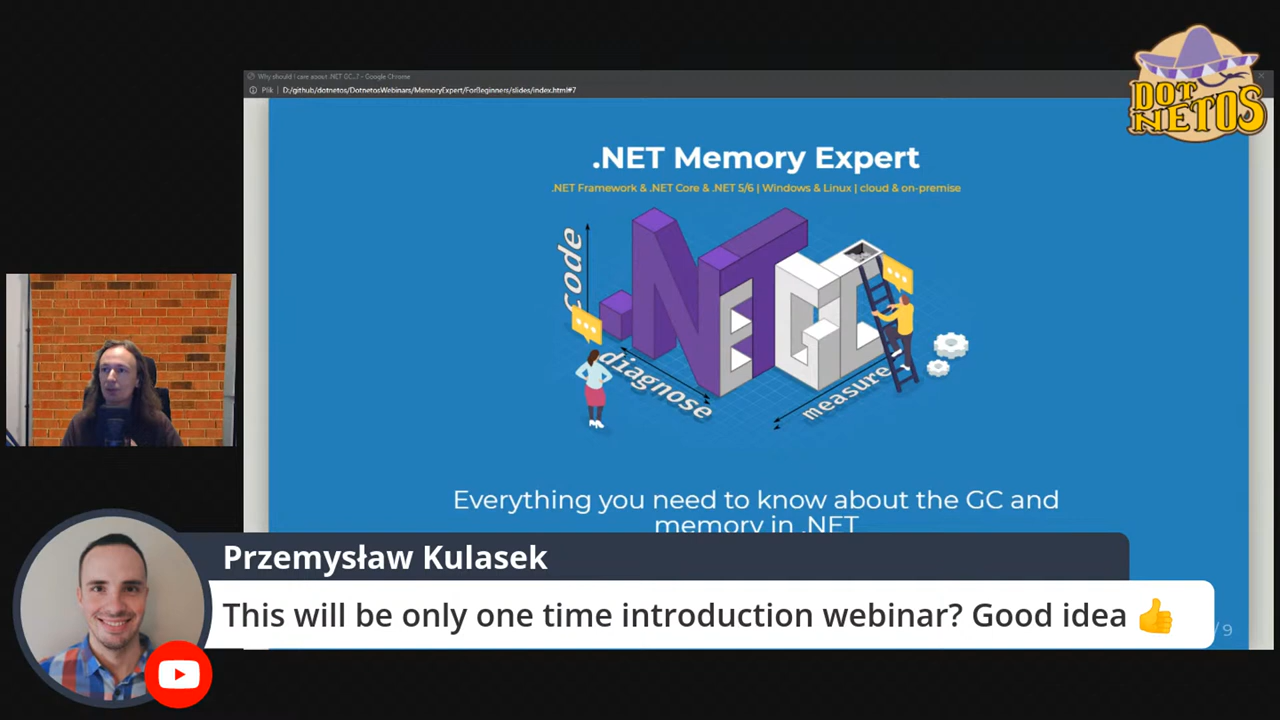 Why should I care about .NET GC...? - Google Chrome
Plik | D:/github/dotnetos/DotnetosWebinars/MemoryExpert/ForBeginners/slides/index.html#7
DOT
NETOS
.NET Memory Expert
.NET Framework & .NET Core & .NET 5/6 | Windows & Linux | cloud & on-premise
code
.NET GC
diagnose
measure
Everything you need to know about the GC and
memory in .NET
Przemysław Kulasek
This will be only one time introduction webinar? Good idea 👍
/ 9